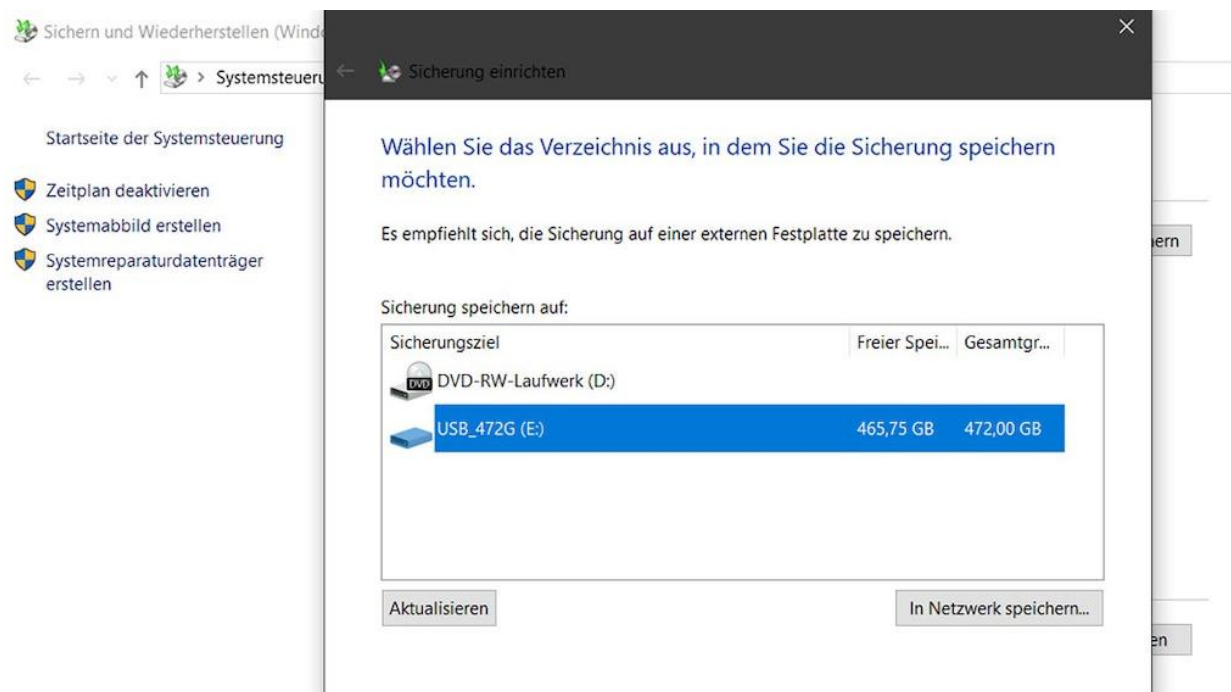 Sichern und Wiederherstellen
Systemsteueru
Startseite der Systemsteuerung
Zeitplan deaktivieren
Systemabbild erstellen
Systemreparaturdatenträger
erstellen
Sicherung einrichten
Wählen Sie das Verzeichnis aus, in dem Sie die Sicherung speichern
möchten.
Es empfiehlt sich, die Sicherung auf einer externen Festplatte zu speichern.
Sicherung speichern auf:
Sicherungsziel Freier Spei... Gesamtgr...
DVD DVD-RW-Laufwerk (D:)
USB_472G (E:) 465,75 GB 472,00 GB
Aktualisieren In Netzwerk speichern...
ern
en